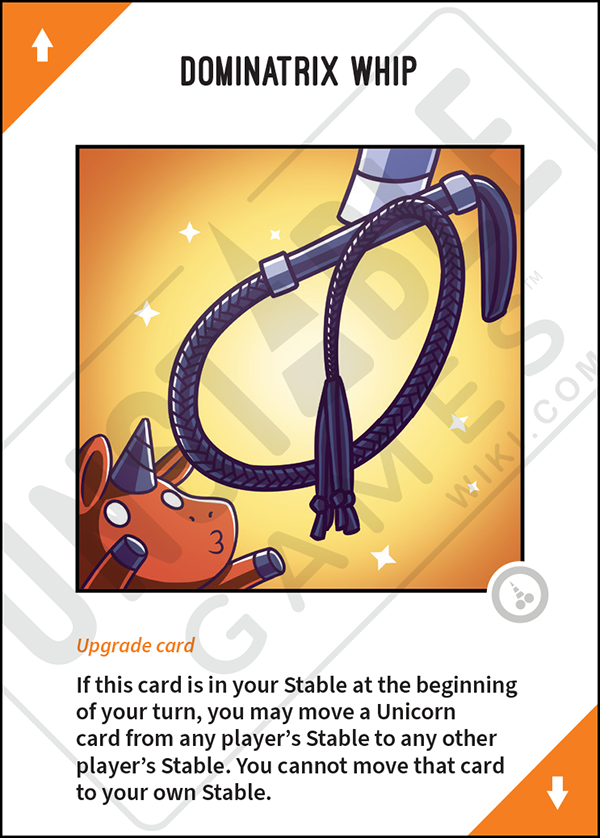 DOMINATRIX WHIP
UNSTABLE
GAMES™
WIKI.COM
Upgrade card
If this card is in your Stable at the beginning
of your turn, you may move a Unicorn
card from any player’s Stable to any other
player’s Stable. You cannot move that card
to your own Stable.